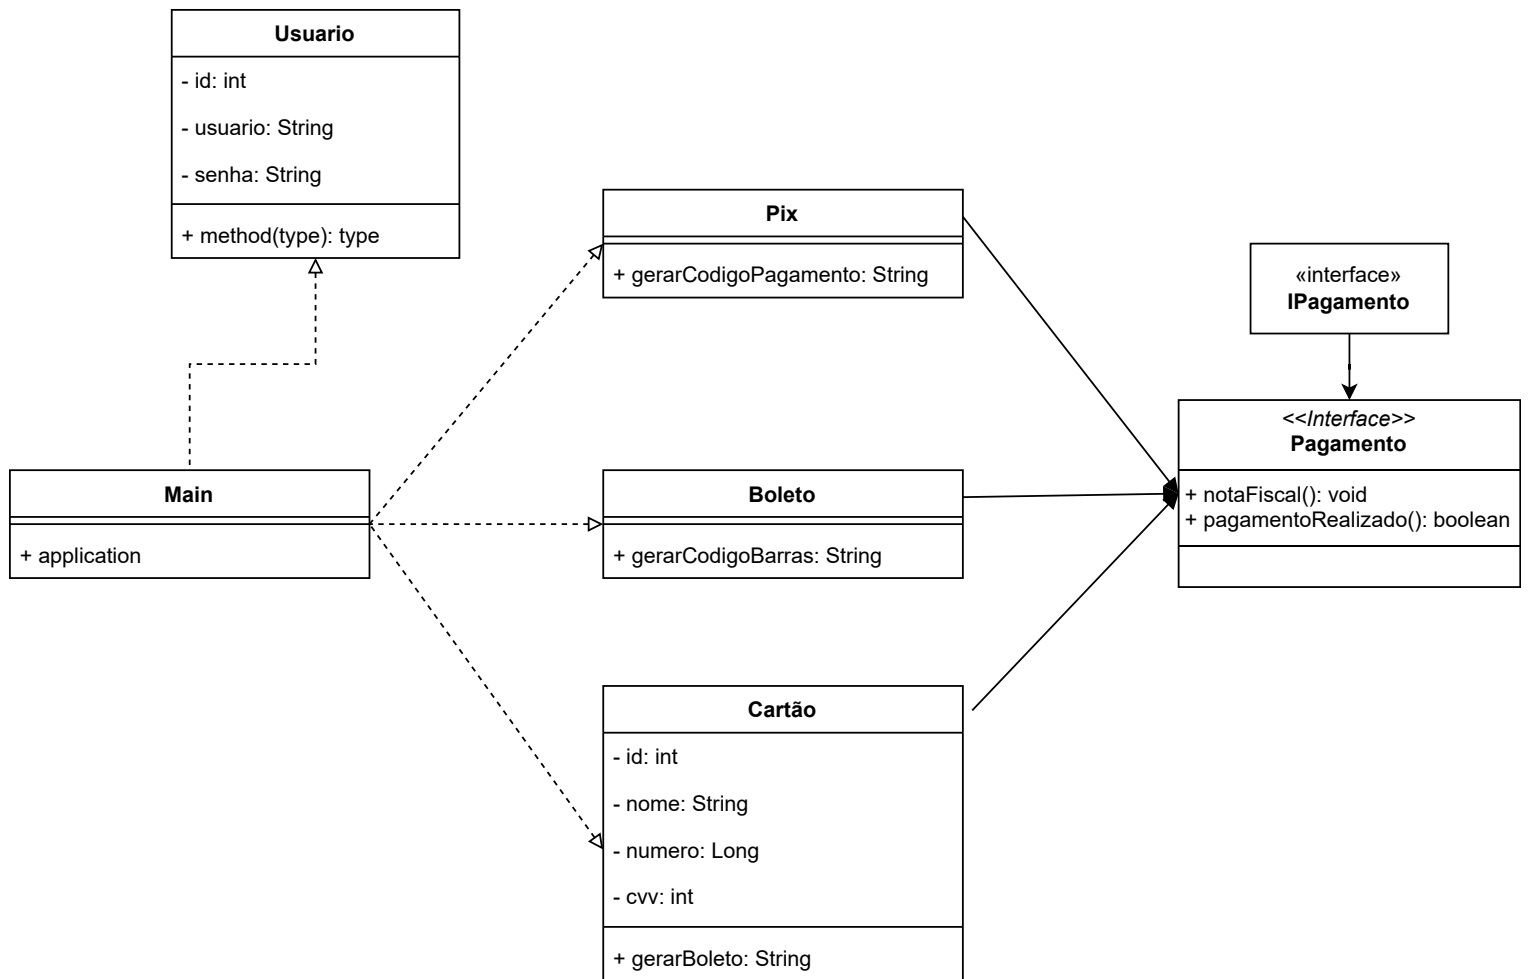 Usuario
- id: int
- usuario: String
- senha: String
+ method(type): type
Pix
+ gerarCodigoPagamento: String
«interface»
IPagamento
<<Interface>>
Pagamento
+ notaFiscal(): void
+ pagamentoRealizado(): boolean
Main
+ application
Boleto
+ gerarCodigoBarras: String
Cartão
- id: int
- nome: String
- numero: Long
- cvv: int
+ gerarBoleto: String